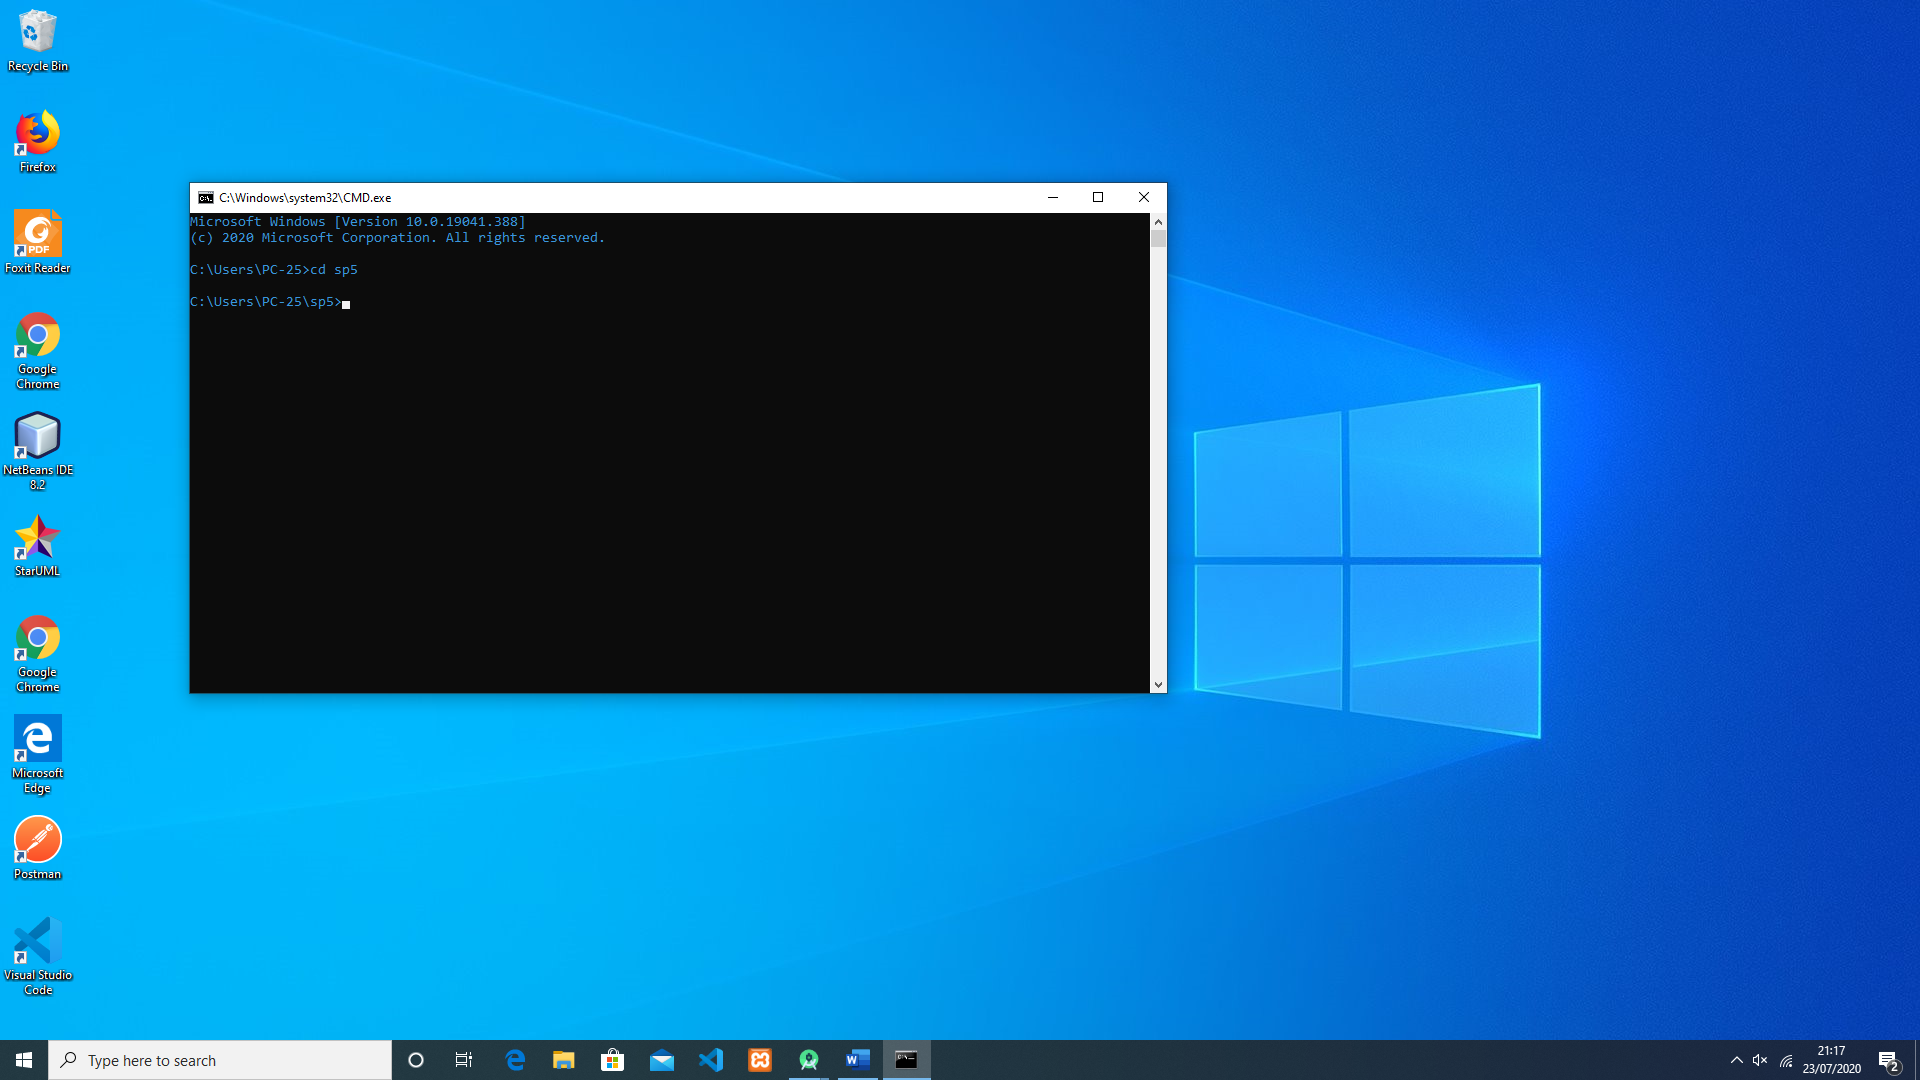 Recycle Bin
Firefox
PDF
Foxit Reader
Google
Chrome
NetBeans IDE
8.2
StarUML
Google
Chrome
Microsoft
Edge
Postman
Visual Studio
Code
C:\Windows\system32\CMD.exe
Microsoft Windows [Version 10.0.19041.388]
(c) 2020 Microsoft Corporation. All rights reserved.
C:\Users\PC-25>cd sp5
C:\Users\PC-25\sp5>
Type here to search
21:17
23/07/2020
2